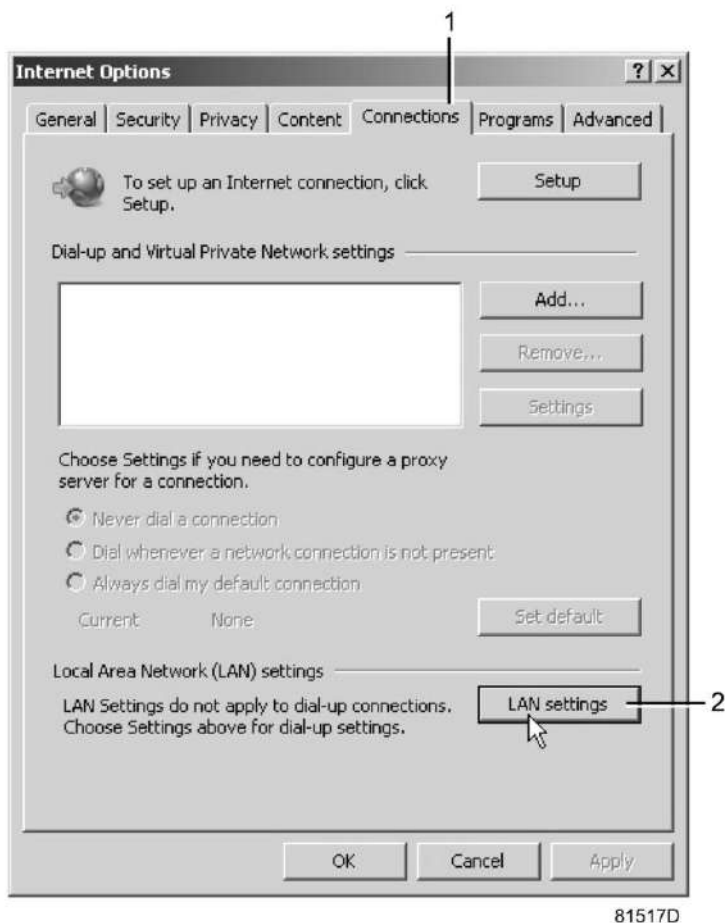 1
Internet Options
General Security Privacy Content Connections Programs Advanced
To set up an Internet connection, click
Setup.
Setup
Dial-up and Virtual Private Network settings
Add...
Remove...
Settings
Choose Settings if you need to configure a proxy
server for a connection.
Never dial a connection
Dial whenever a network connection is not present
Always dial my default connection
Current None
Set default
Local Area Network (LAN) settings
LAN Settings do not apply to dial-up connections.
Choose Settings above for dial-up settings.
LAN settings
2
OK Cancel Apply
81517D